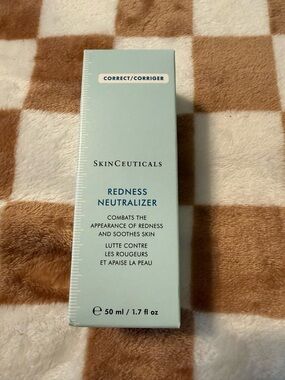 CORRECT/CORRIGER
SKINCEUTICALS
REDNESS
NEUTRALIZER
COMBATS THE
APPEARANCE OF REDNESS
AND SOOTHES SKIN
LUTTE CONTRE
LES ROUGEURS
ET APAISE LA PEAU
℮ 50 ml / 1.7 fl oz